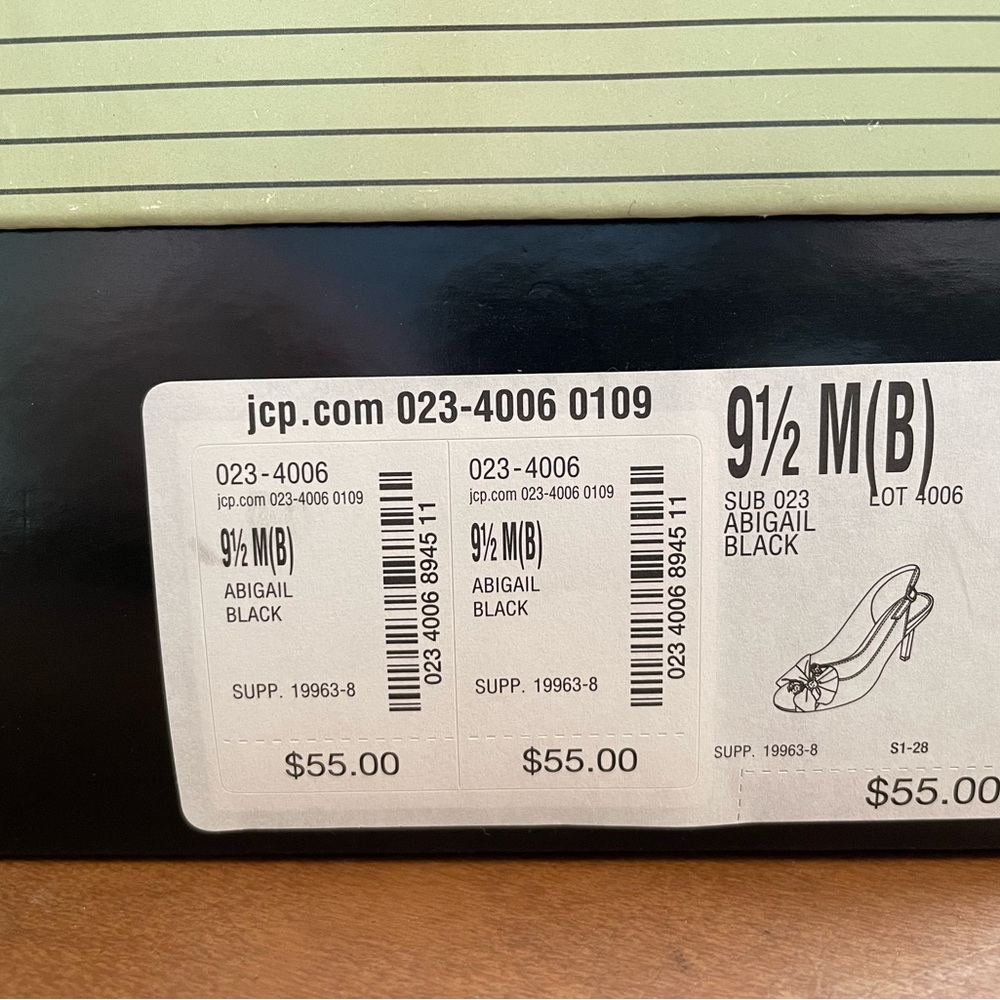 jcp.com 023-4006 0109
023-4006
jcp.com 023-4006 0109
9½ M(B)
ABIGAIL
BLACK
SUPP. 19963-8
023 4006 8945 11
$55.00
023-4006
jcp.com 023-4006 0109
9½ M(B)
ABIGAIL
BLACK
SUPP. 19963-8
023 4006 8945 11
$55.00
9½ M(B)
SUB 023 LOT 4006
ABIGAIL
BLACK
SUPP. 19963-8 S1-28
$55.00